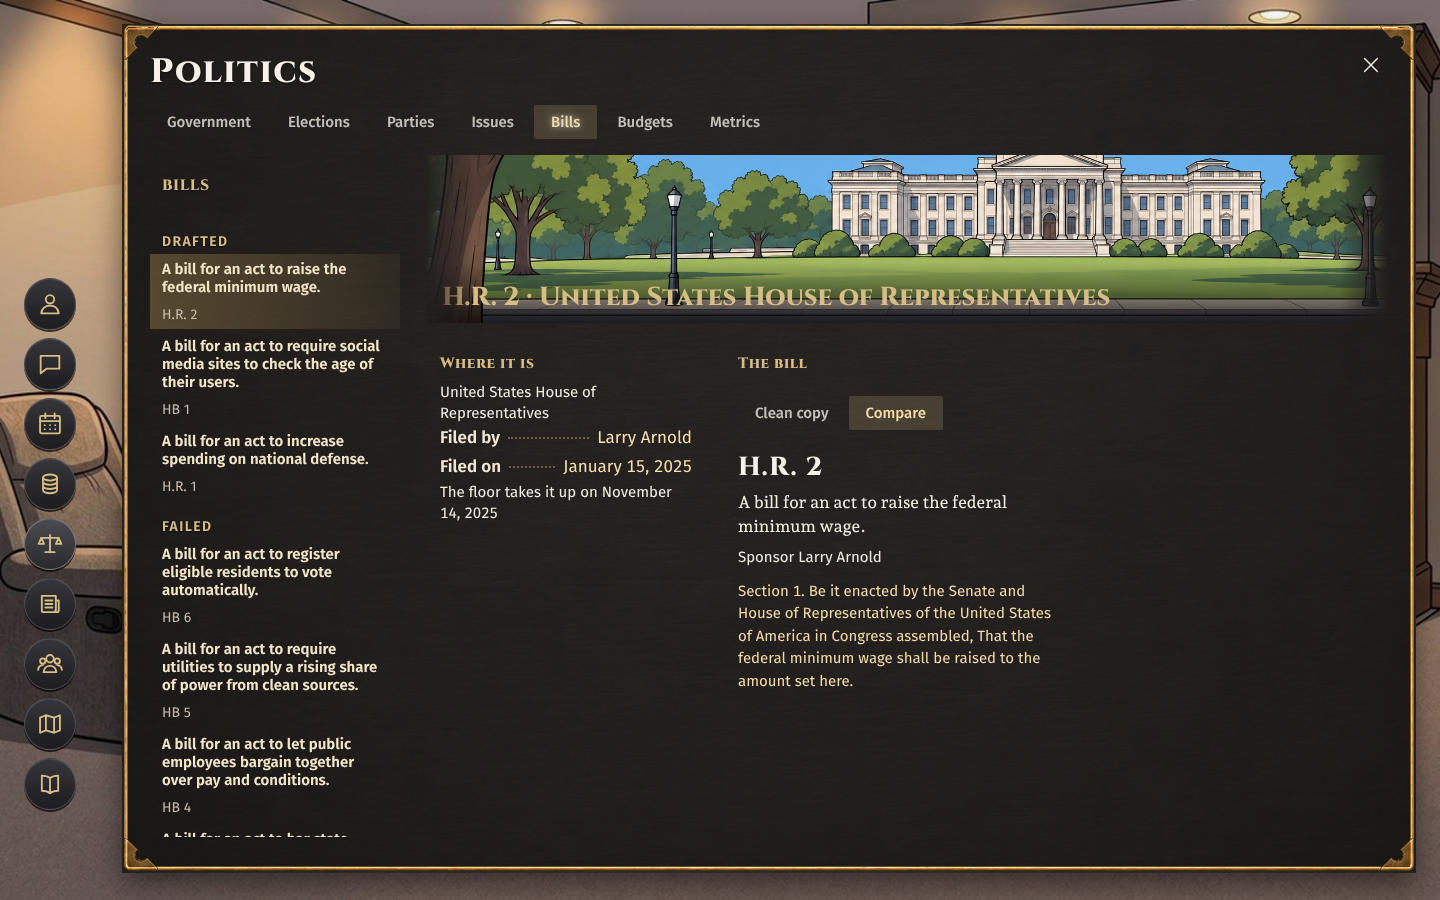 Politics
Government Elections Parties Issues Bills Budgets Metrics
BILLS
DRAFTED
A bill for an act to raise the
federal minimum wage.
H.R. 2
A bill for an act to require social
media sites to check the age of
their users.
HB 1
A bill for an act to increase
spending on national defense.
H.R. 1
FAILED
A bill for an act to register
eligible residents to vote
automatically.
HB 6
A bill for an act to require
utilities to supply a rising share
of power from clean sources.
HB 5
A bill for an act to let public
employees bargain together
over pay and conditions.
HB 4
A bill for an act to bar state
H.R. 2 · United States House of Representatives
Where it is
United States House of
Representatives
Filed by Larry Arnold
Filed on January 15, 2025
The floor takes it up on November
14, 2025
The bill
Clean copy Compare
H.R. 2
A bill for an act to raise the federal
minimum wage.
Sponsor Larry Arnold
Section 1. Be it enacted by the Senate and
House of Representatives of the United States
of America in Congress assembled, That the
federal minimum wage shall be raised to the
amount set here.